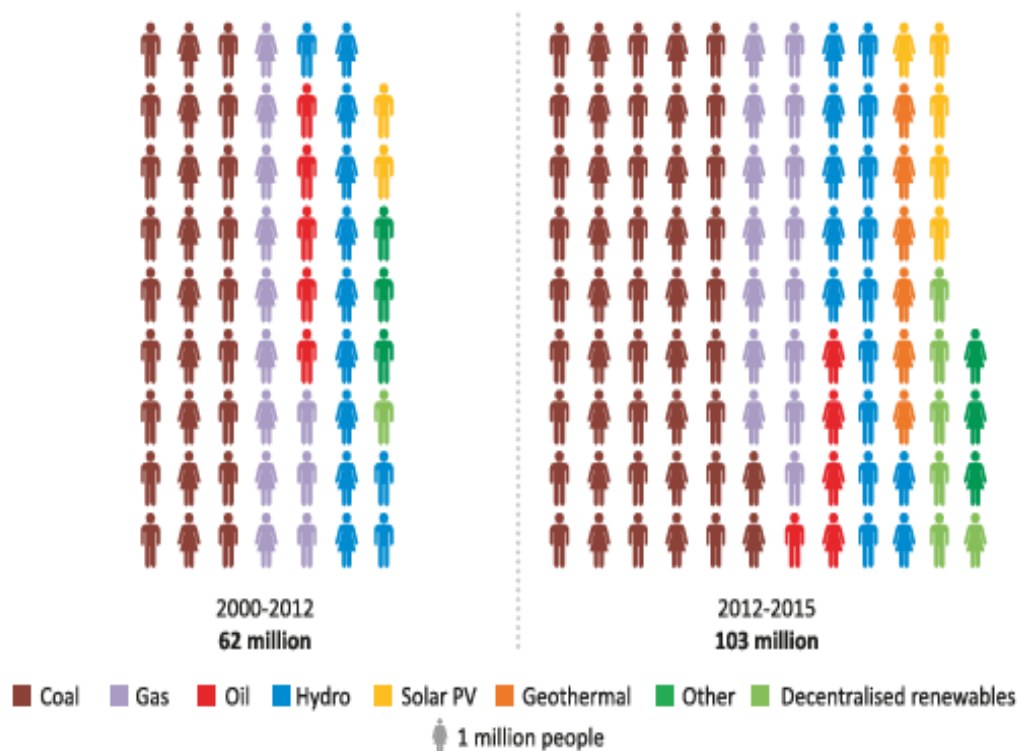 2000-2012
62 million
2012-2015
103 million
Coal Gas Oil Hydro Solar PV Geothermal Other Decentralised renewables
1 million people